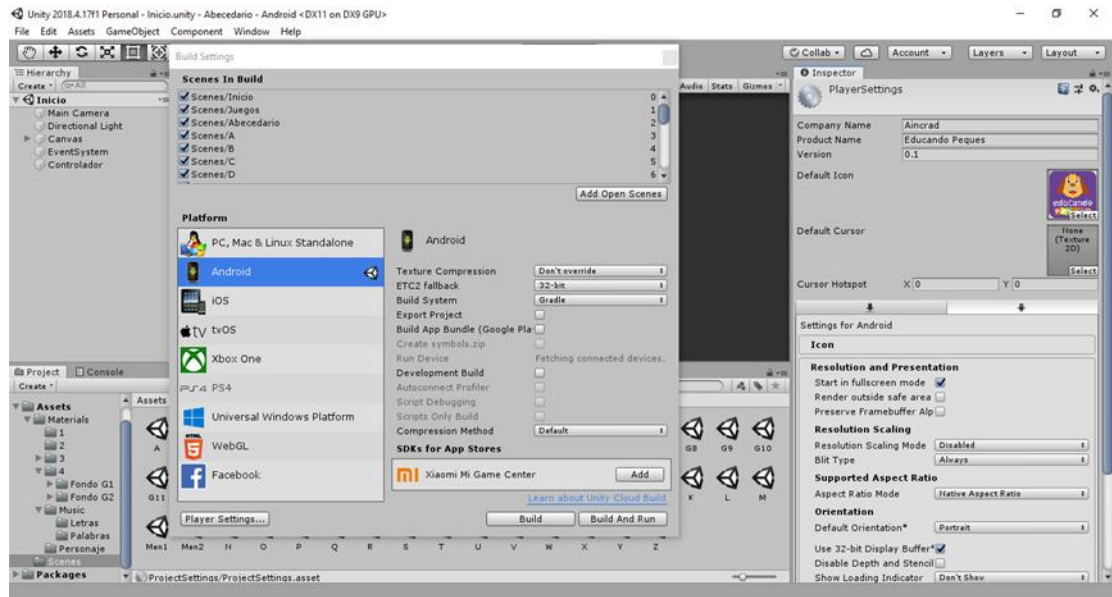 Unity 2018.4.17f1 Personal - Inicio.unity - Abecedario - Android <DX11 on DX9 GPU>
File Edit Assets GameObject Component Window Help
Collab
Account
Layers
Layout
Hierarchy
Create
All
Inicio
Main Camera
Directional Light
Canvas
EventSystem
Controlador
Build Settings
Scenes In Build
Scenes/Inicio 0
Scenes/Juegos 1
Scenes/Abecedario 2
Scenes/A 3
Scenes/B 4
Scenes/C 5
Scenes/D 6
Add Open Scenes
Platform
PC, Mac & Linux Standalone
Android
iOS
tv tvOS
Xbox One
PS4 PS4
Universal Windows Platform
HTML 5 WebGL
Facebook
Player Settings...
Android
Texture Compression Don't override
ETC2 fallback 32-bit
Build System Gradle
Export Project
Build App Bundle (Google Pla
Create symbols.zip
Run Device Fetching connected devices.
Development Build
Autoconnect Profiler
Script Debugging
Scripts Only Build
Compression Method Default
SDKs for App Stores
Xiaomi Mi Game Center Add
Learn about Unity Cloud Build
Build Build And Run
Audio Stats Gizmos
Inspector
PlayerSettings
Company Name Aincrad
Product Name Educando Peques
Version 0.1
Default Icon
educando
Select
Default Cursor
None
(Texture
2D)
Select
Cursor Hotspot X 0 Y 0
Settings for Android
Icon
Resolution and Presentation
Start in fullscreen mode
Render outside safe area
Preserve Framebuffer Alp
Resolution Scaling
Resolution Scaling Mode Disabled
Blit Type Always
Supported Aspect Ratio
Aspect Ratio Mode Native Aspect Ratio
Orientation
Default Orientation* Portrait
Use 32-bit Display Buffer*
Disable Depth and Stencil
Show Loading Indicator Don't Show
Project Console
Create
Assets
Materials
1
2
3
4
Fondo G1
Fondo G2
Music
Letras
Palabras
Personaje
Scenes
Packages
Assets
A G8 G9 G10
G11 K L M
Men1 Men2 N O P Q R S T U V W X Y Z
ProjectSettings/ProjectSettings.asset